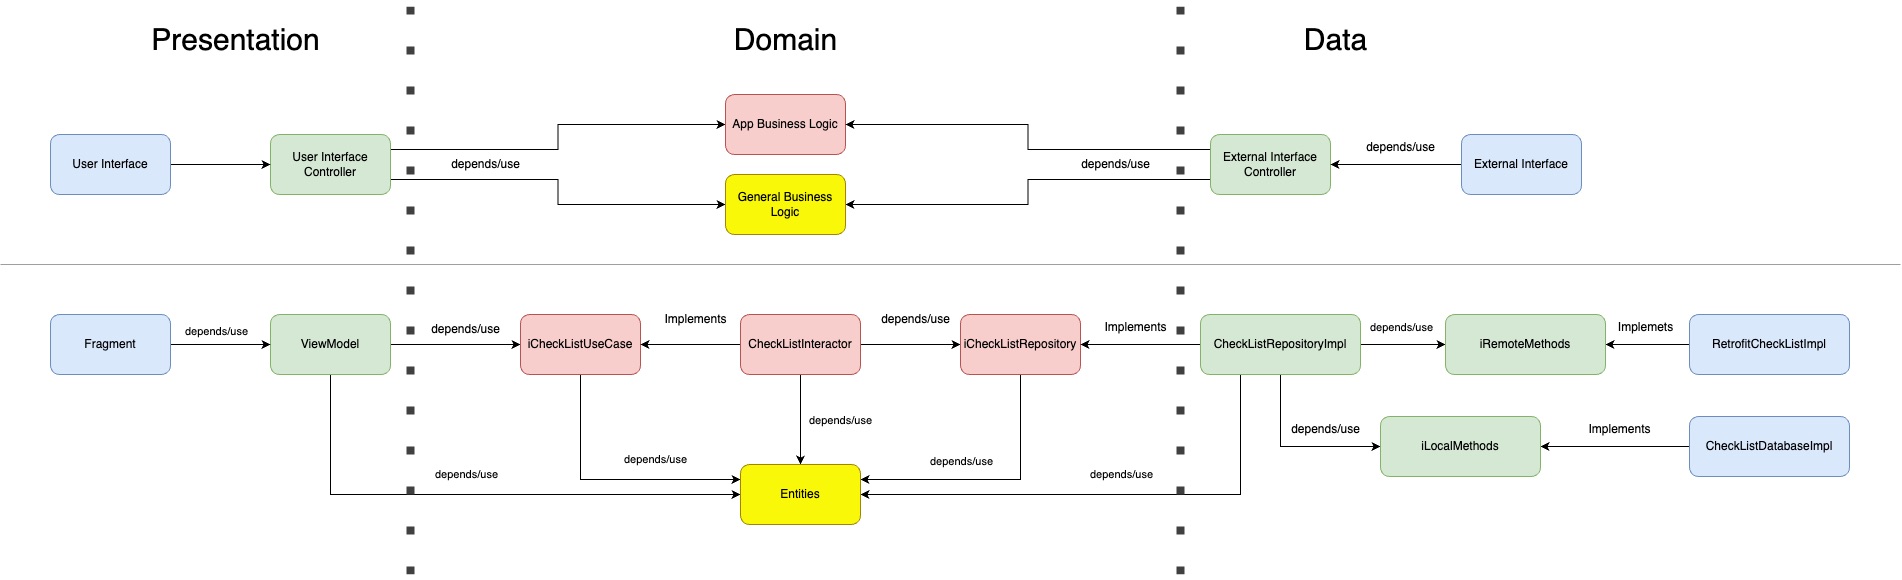 Presentation
Domain
Data
User Interface
User Interface
Controller
depends/use
App Business Logic
General Business
Logic
depends/use
External Interface
Controller
depends/use
External Interface
Fragment
depends/use
ViewModel
depends/use
iCheckListUseCase
Implements
CheckListInteractor
depends/use
iCheckListRepository
Implements
CheckListRepositoryImpl
depends/use
iRemoteMethods
Implemets
RetrofitCheckListImpl
depends/use
depends/use
iLocalMethods
Implements
CheckListDatabaseImpl
depends/use
depends/use
depends/use
depends/use
Entities